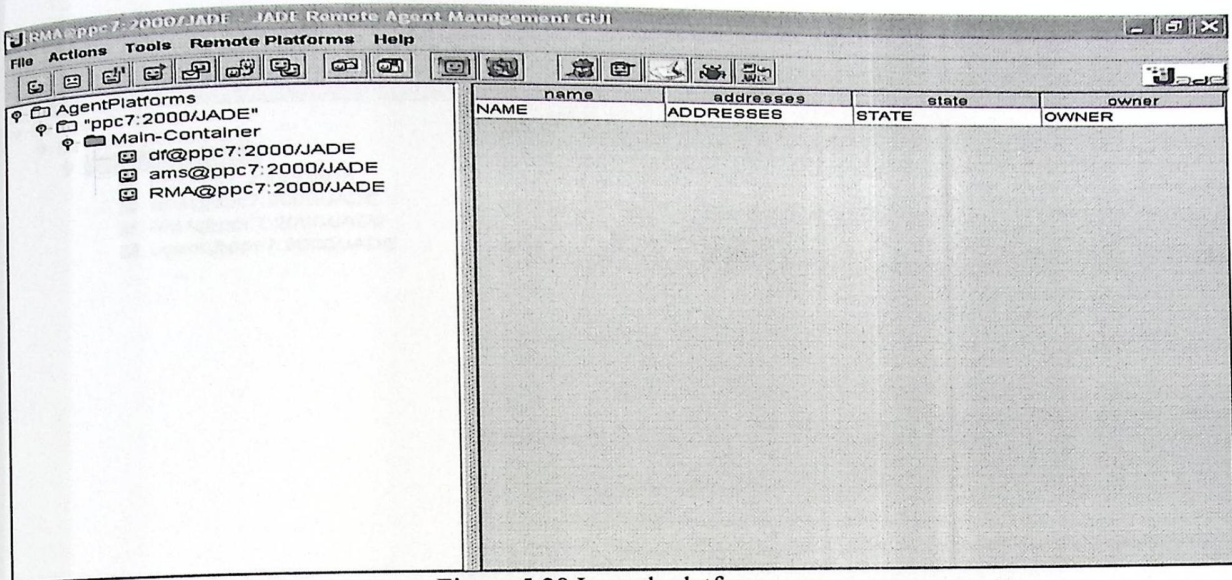 RMA@ppc7:2000/JADE - JADE Remote Agent Management GUI
File Actions Tools Remote Platforms Help
Jade
AgentPlatforms
"ppc7:2000/JADE"
Main-Container
df@ppc7:2000/JADE
ams@ppc7:2000/JADE
RMA@ppc7:2000/JADE
name addresses state owner
NAME ADDRESSES STATE OWNER